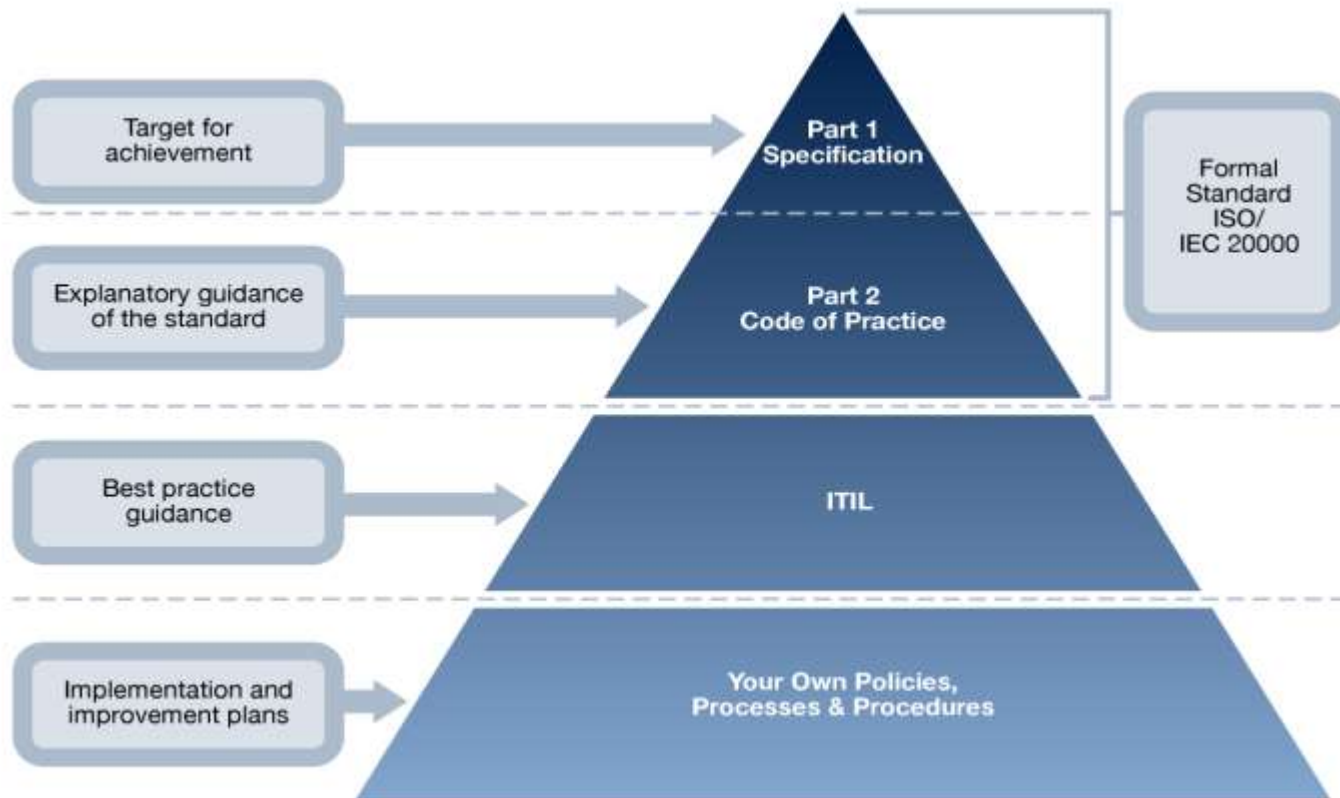 Target for
achievement
Part 1
Specification
Formal
Standard
ISO/
IEC 20000
Explanatory guidance
of the standard
Part 2
Code of Practice
Best practice
guidance
ITIL
Implementation and
improvement plans
Your Own Policies,
Processes & Procedures